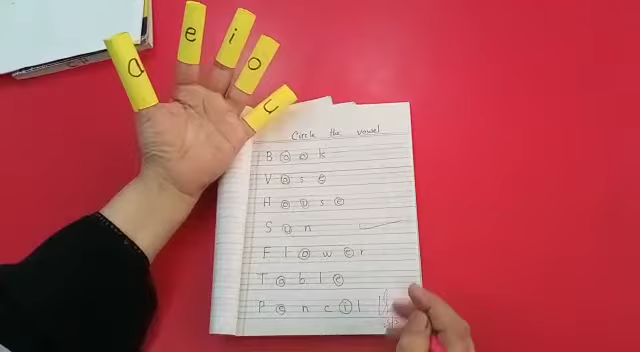 a e i o u
Circle the vowel
B o o k
V a s e
H o u s e
S u n
F l o w e r
T a b l e
P e n c i l